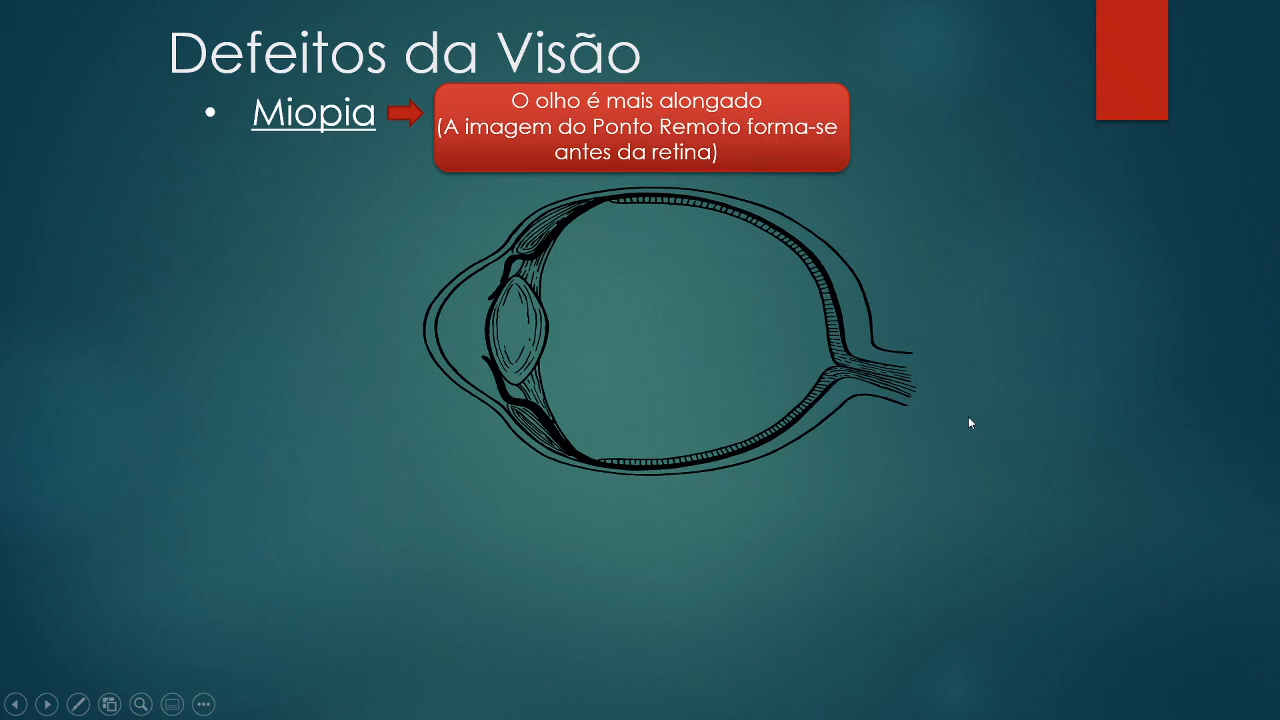 Defeitos da Visão
• Miopia
O olho é mais alongado
(A imagem do Ponto Remoto forma-se
antes da retina)